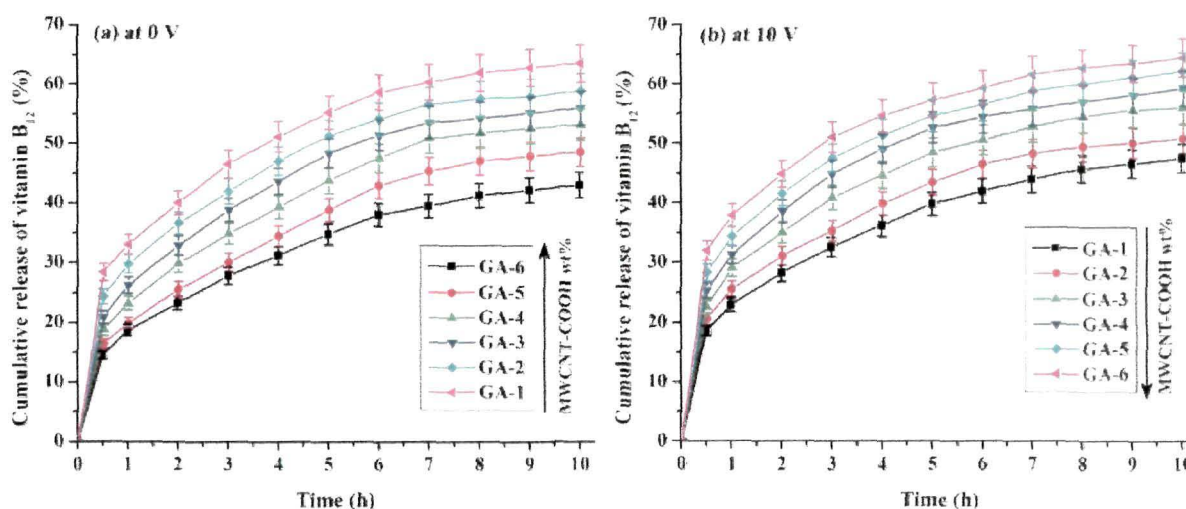 (a) at 0 V
Cumulative release of vitamin B12 (%)
70
60
50
40
30
20
10
0
GA-6
GA-5
GA-4
GA-3
GA-2
GA-1
MWCNT-COOH wt%
0 1 2 3 4 5 6 7 8 9 10
Time (h)
(b) at 10 V
Cumulative release of vitamin B12 (%)
70
60
50
40
30
20
10
0
GA-1
GA-2
GA-3
GA-4
GA-5
GA-6
MWCNT-COOH wt%
0 1 2 3 4 5 6 7 8 9 10
Time (h)